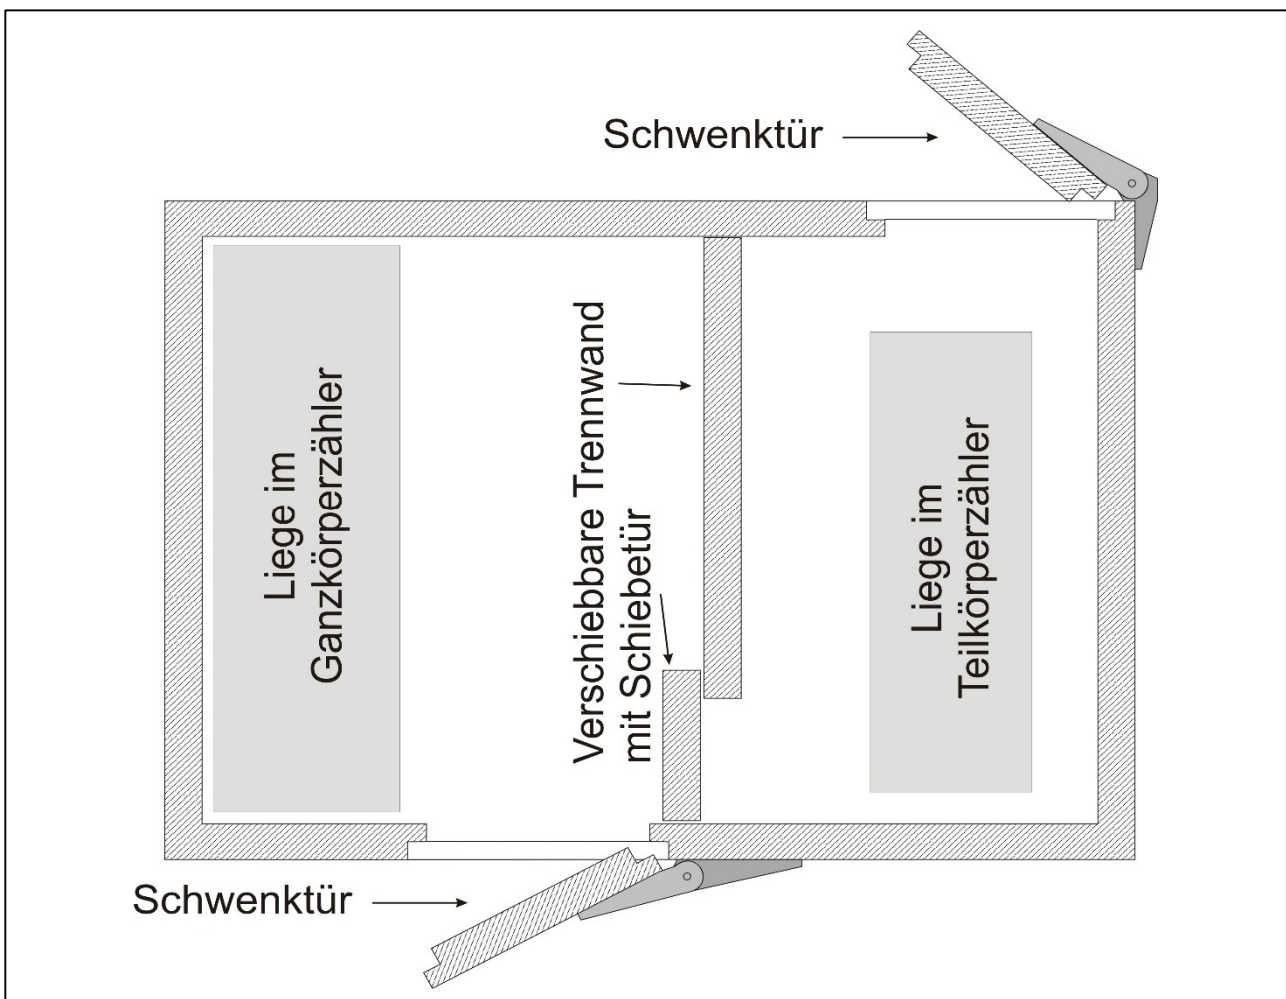 Schwenktür
Liege im
Ganzkörperzähler
Verschiebbare Trennwand
mit Schiebetür
Liege im
Teilkörperzähler
Schwenktür